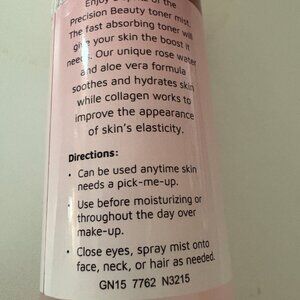 Enjoy of the
Precision Beauty toner mist.
The fast absorbing toner will
give your skin the boost it
needs. Our unique rose water
and aloe vera formula
soothes and hydrates skin
while collagen works to
improve the appearance
of skin's elasticity.
Directions:
• Can be used anytime skin
needs a pick-me-up.
• Use before moisturizing or
throughout the day over
make-up.
• Close eyes, spray mist onto
face, neck, or hair as needed.
GN15 7762 N3215